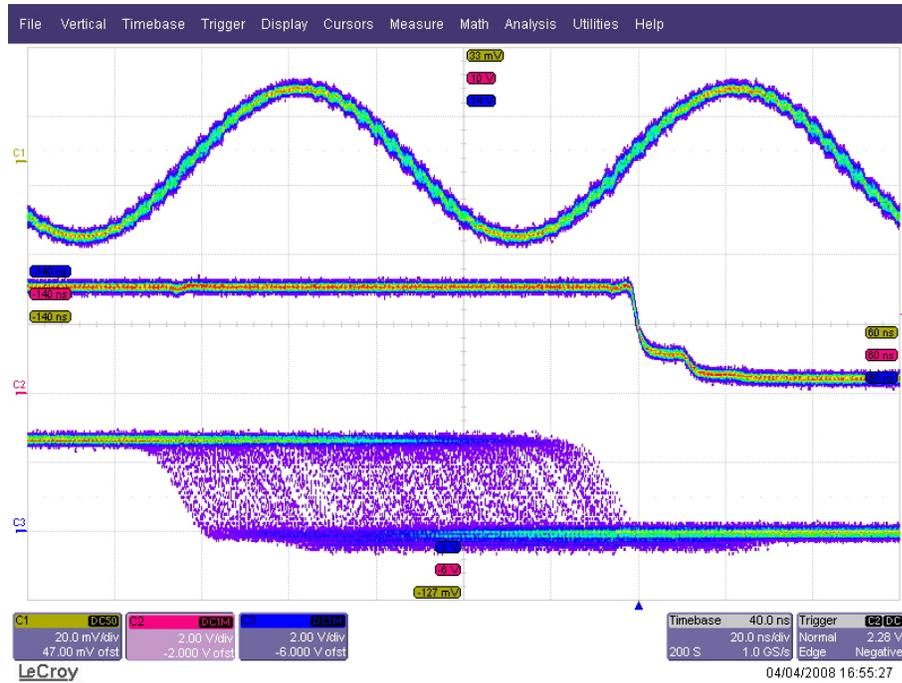 File Vertical Timebase Trigger Display Cursors Measure Math Analysis Utilities Help
33 mV
10 V
C1
-140 ns
-140 ns
60 ns
60 ns
C2
C3
-6 V
-127 mV
C1 DC50
20.0 mV/div
47.00 mV ofst
C2 DC1M
2.00 V/div
-2.000 V ofst
C3
2.00 V/div
-6.000 V ofst
Timebase 40.0 ns
20.0 ns/div
200 S 1.0 GS/s
Trigger C2 DC
Normal 2.28 V
Edge Negative
LeCroy
04/04/2008 16:55:27